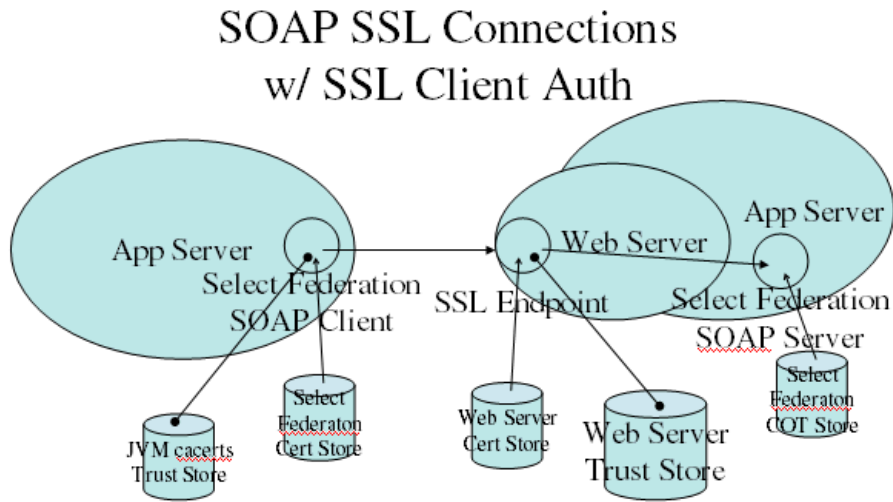 SOAP SSL Connections
w/ SSL Client Auth
App Server
Select Federation
SOAP Client
SSL Endpoint
Web Server
App Server
Select Federation
SOAP Server
JVM cacerts
Trust Store
Select
Federaton
Cert Store
Web Server
Cert Store
Web Server
Trust Store
Select
Federaton
COT Store